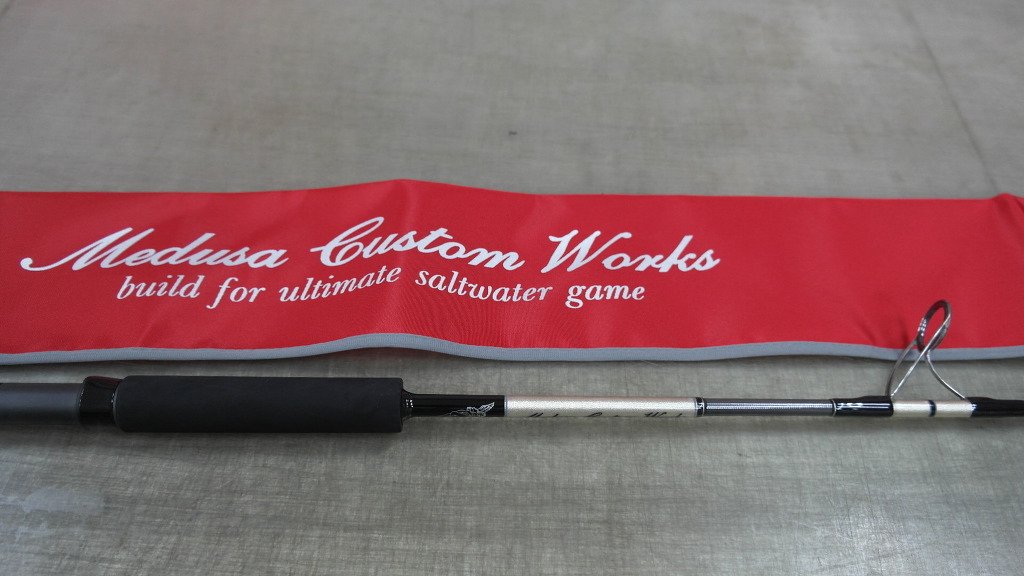 Medusa Custom Works
build for ultimate saltwater game